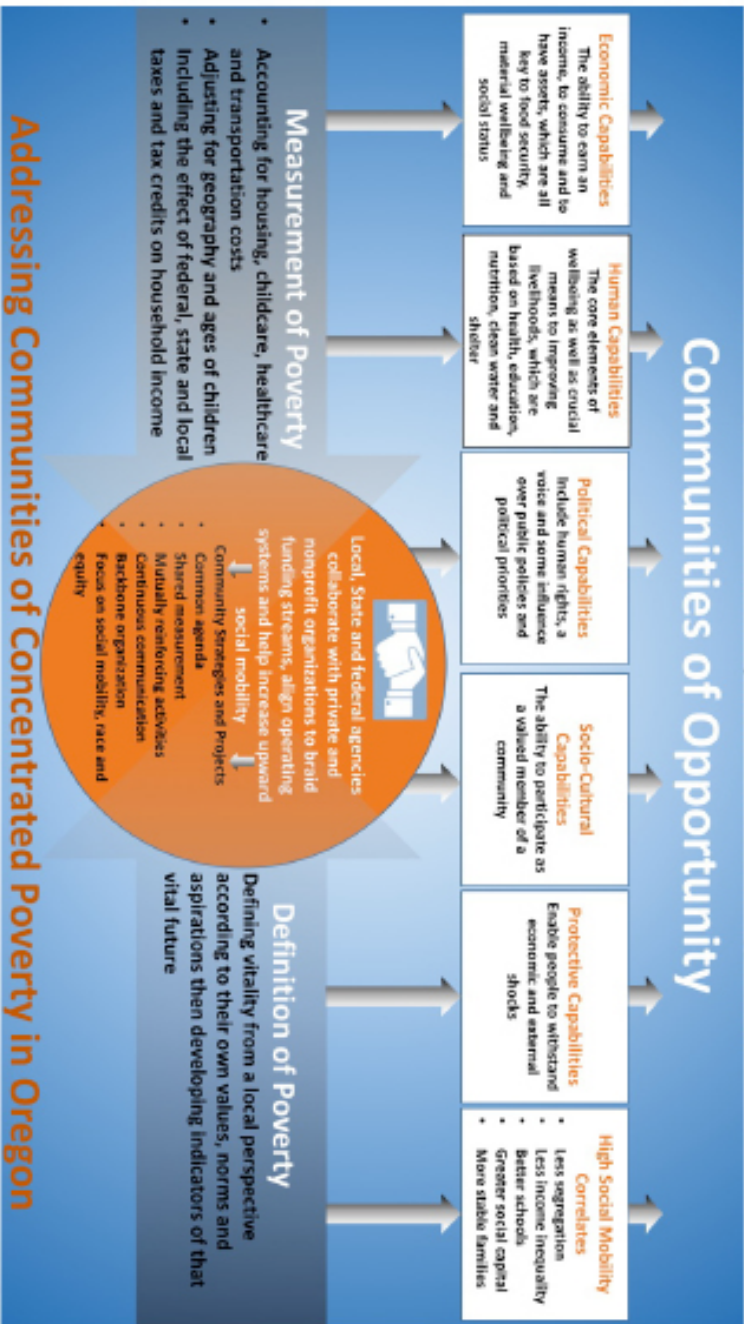 Communities of Opportunity
Economic Capabilities
The ability to earn an
income, to consume and to
have assets, which are all
key to food security,
material wellbeing and
social status
Human Capabilities
The core elements of
wellbeing as well as crucial
means to improving
livelihoods, which are
based on health, education,
nutrition, clean water and
shelter
Political Capabilities
Include human rights, a
voice and some influence
over public policies and
political priorities
Socio-Cultural
Capabilities
The ability to participate as
a valued member of a
community
Protective Capabilities
Enable people to withstand
economic and external
shocks
High Social Mobility
Correlates
• Less segregation
• Less income inequality
• Better schools
• Greater social capital
• More stable families
Measurement of Poverty
• Accounting for housing, childcare, healthcare
and transportation costs
• Adjusting for geography and ages of children
• Including the effect of federal, state and local
taxes and tax credits on household income
Local, State and federal agencies
collaborate with private and
nonprofit organizations to braid
funding streams, align operating
systems and help increase upward
social mobility
Community Strategies and Projects
• Common agenda
• Shared measurement
• Mutually reinforcing activities
• Continuous communication
• Backbone organization
• Focus on social mobility, race and
equity
Definition of Poverty
Defining vitality from a local perspective
according to their own values, norms and
aspirations then developing indicators of that
vital future
Addressing Communities of Concentrated Poverty in Oregon